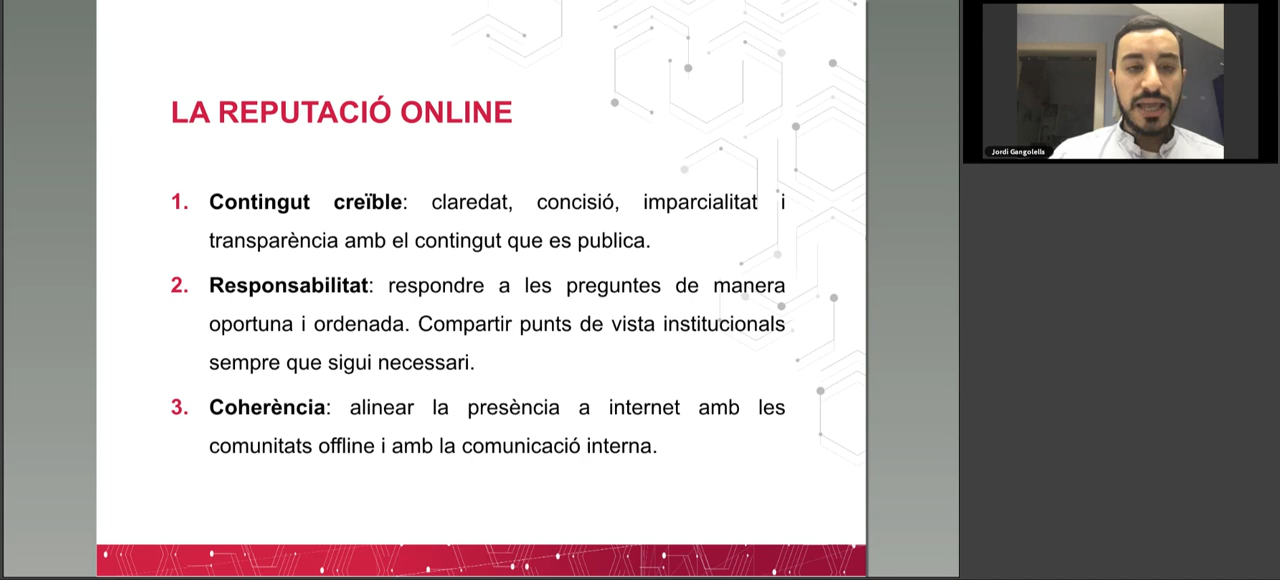 LA REPUTACIÓ ONLINE
1. Contingut creïble: claredat, concisió, imparcialitat i
transparència amb el contingut que es publica.
2. Responsabilitat: respondre a les preguntes de manera
oportuna i ordenada. Compartir punts de vista institucionals
sempre que sigui necessari.
3. Coherència: alinear la presència a internet amb les
comunitats offline i amb la comunicació interna.
Jordi Gangolells